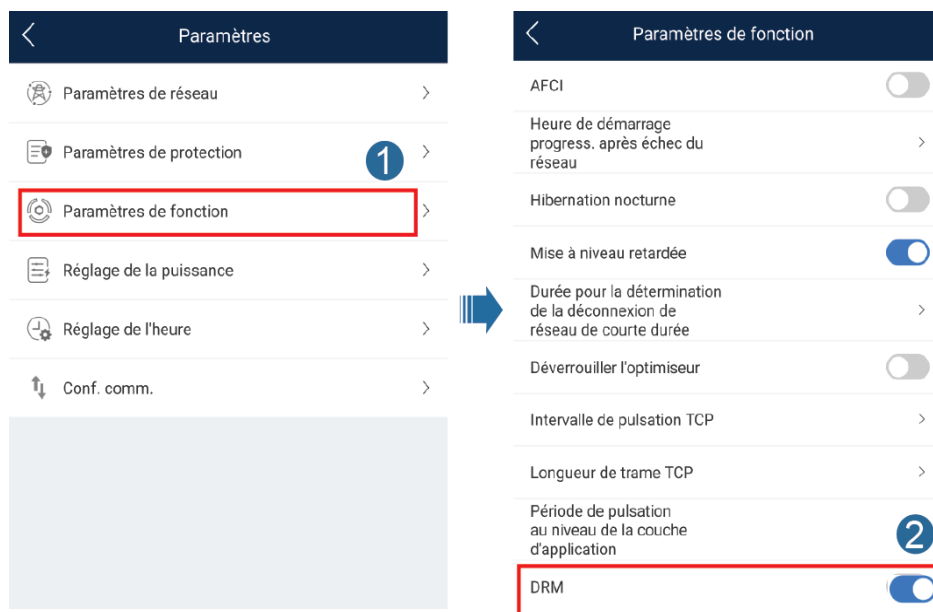 Paramètres
Paramètres de réseau
Paramètres de protection
1
Paramètres de fonction
Réglage de la puissance
Réglage de l'heure
Conf. comm.
Paramètres de fonction
AFCI
Heure de démarrage
progress. après échec du
réseau
Hibernation nocturne
Mise à niveau retardée
Durée pour la détermination
de la déconnexion de
réseau de courte durée
Déverrouiller l'optimiseur
Intervalle de pulsation TCP
Longueur de trame TCP
Période de pulsation
au niveau de la couche
d'application
2
DRM